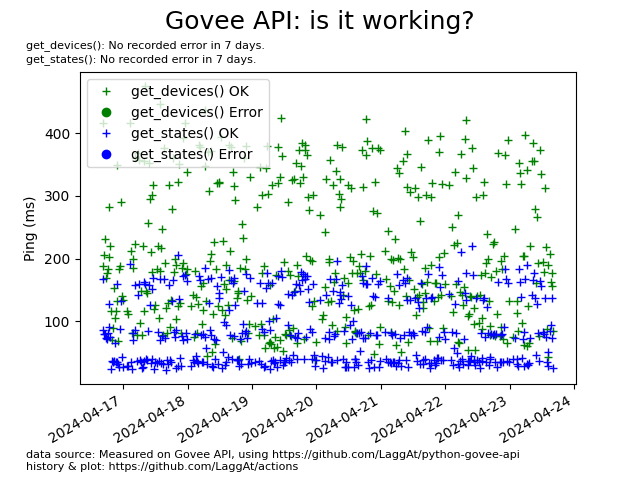 Govee API: is it working?
get_devices(): No recorded error in 7 days.
get_states(): No recorded error in 7 days.
get_devices() OK
get_devices() Error
get_states() OK
get_states() Error
400
300
200
100
Ping (ms)
2024-04-17
2024-04-18
2024-04-19
2024-04-20
2024-04-21
2024-04-22
2024-04-23
2024-04-24
data source: Measured on Govee API, using https://github.com/LaggAt/python-govee-api
history & plot: https://github.com/LaggAt/actions